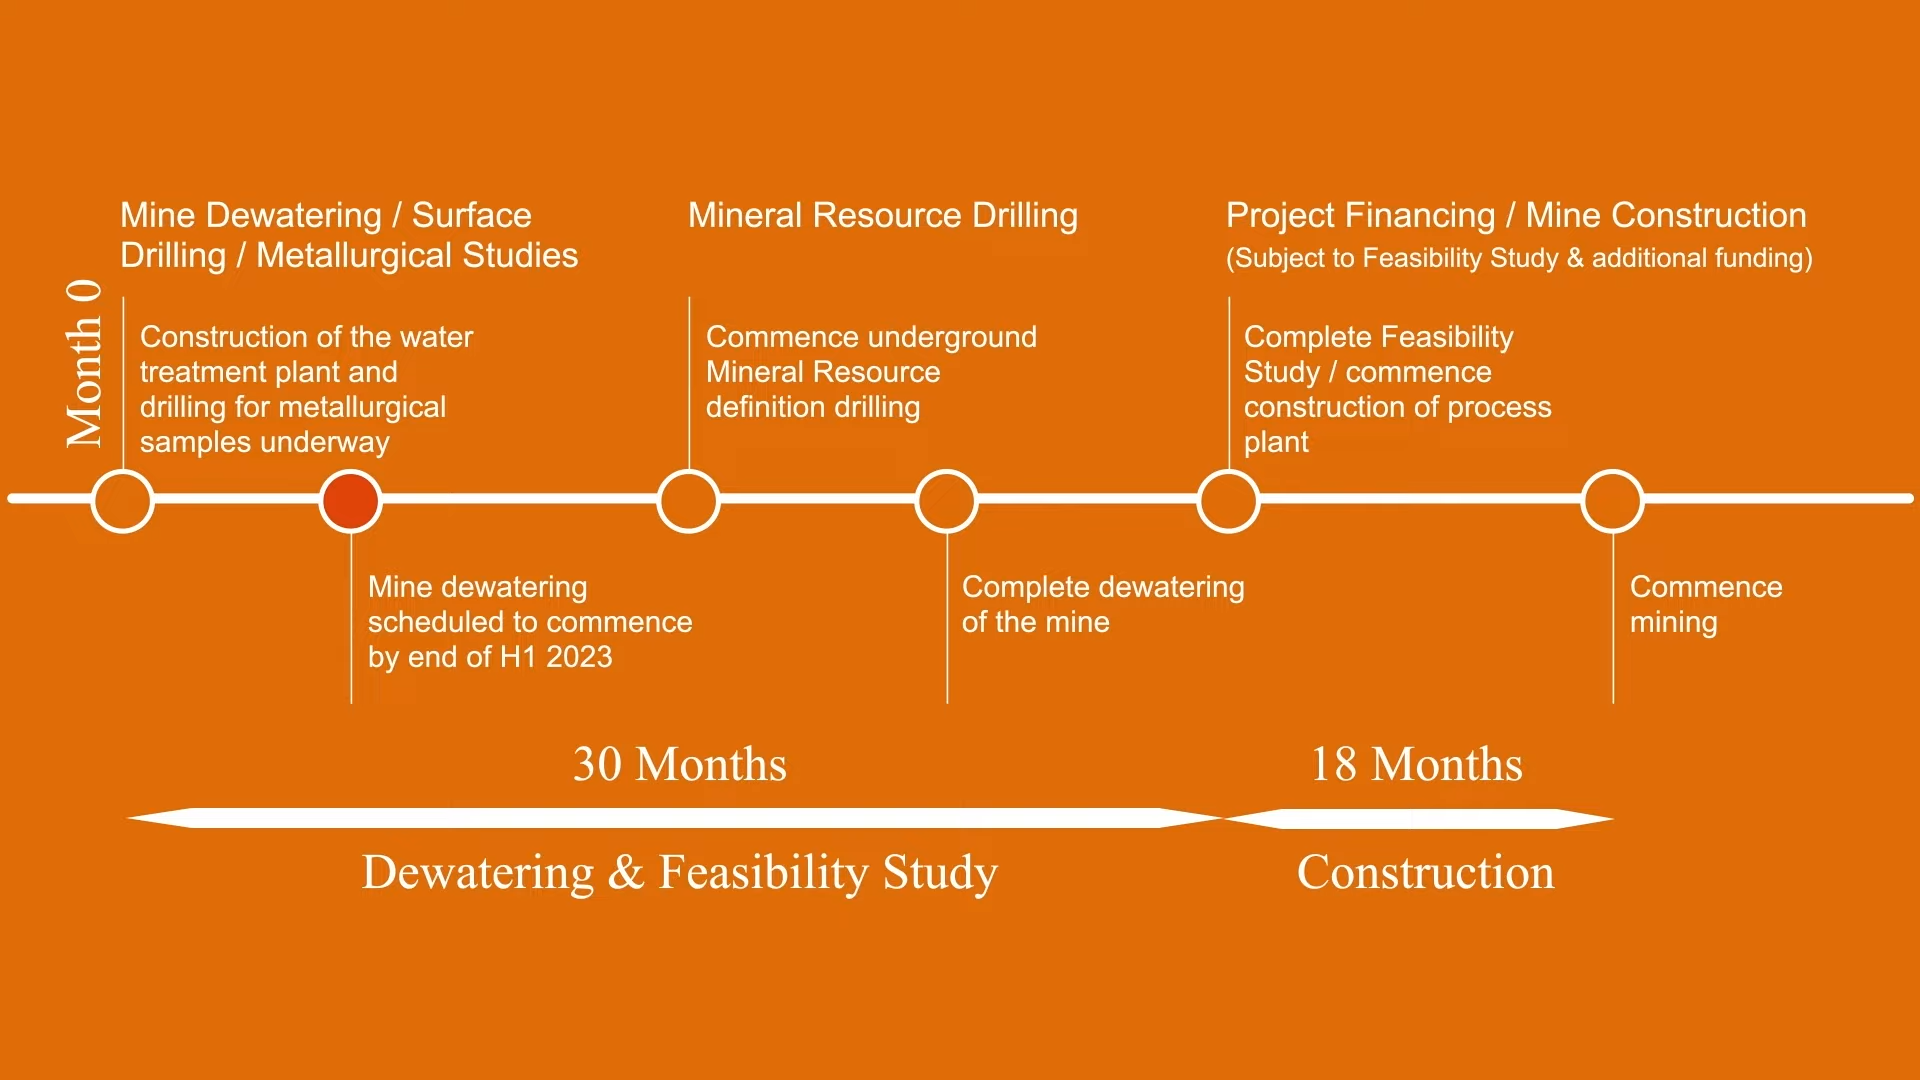 Mine Dewatering / Surface
Drilling / Metallurgical Studies
Mineral Resource Drilling
Project Financing / Mine Construction
(Subject to Feasibility Study & additional funding)
Month 0
Construction of the water
treatment plant and
drilling for metallurgical
samples underway
Commence underground
Mineral Resource
definition drilling
Complete Feasibility
Study / commence
construction of process
plant
Mine dewatering
scheduled to commence
by end of H1 2023
Complete dewatering
of the mine
Commence
mining
30 Months
18 Months
Dewatering & Feasibility Study
Construction